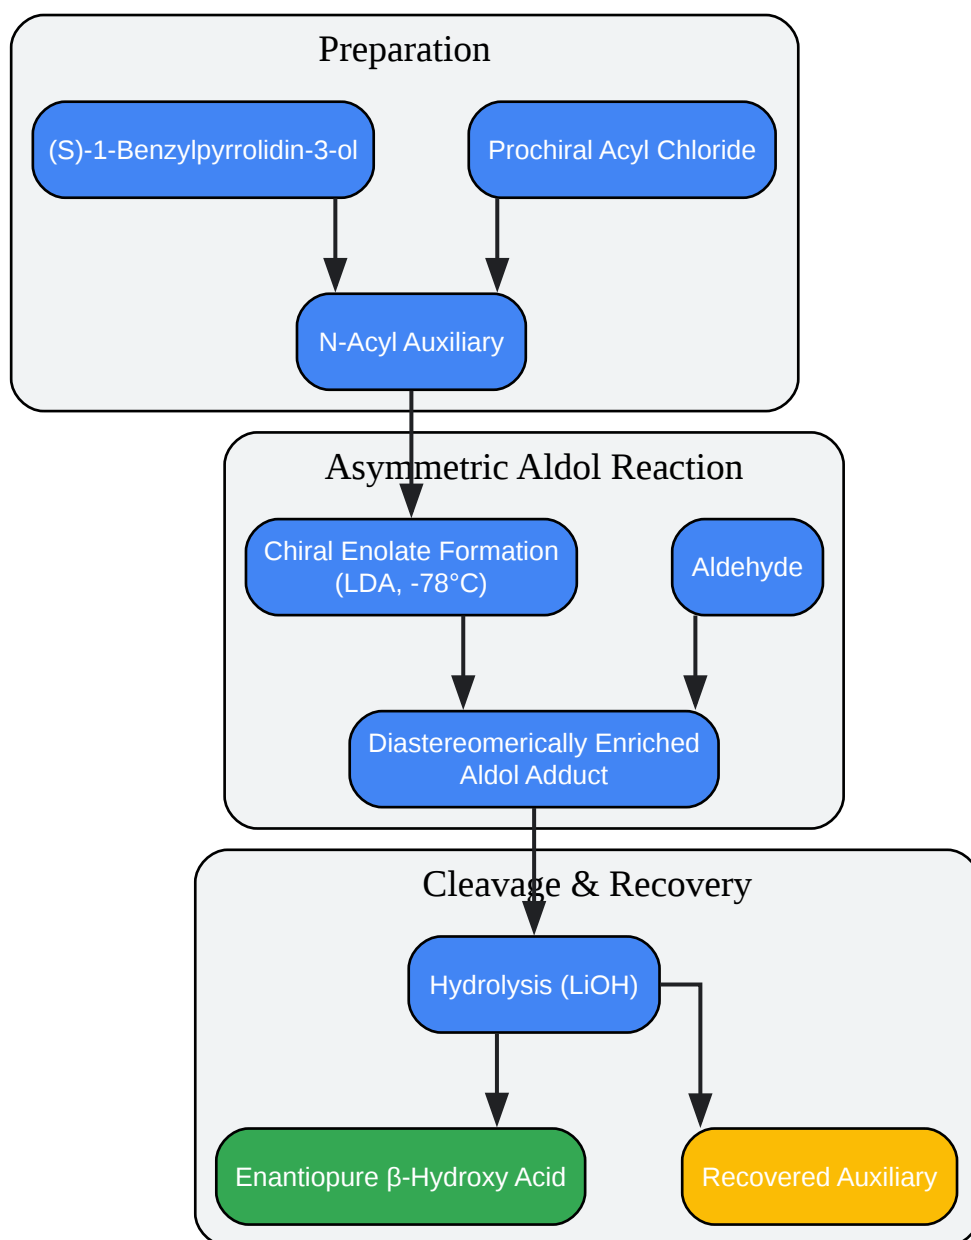 Preparation
(S)-1-Benzylpyrrolidin-3-ol
Prochiral Acyl Chloride
N-Acyl Auxiliary
Asymmetric Aldol Reaction
Chiral Enolate Formation
(LDA, -78°C)
Aldehyde
Diastereomerically Enriched
Aldol Adduct
Cleavage & Recovery
Hydrolysis (LiOH)
Enantiopure β-Hydroxy Acid
Recovered Auxiliary